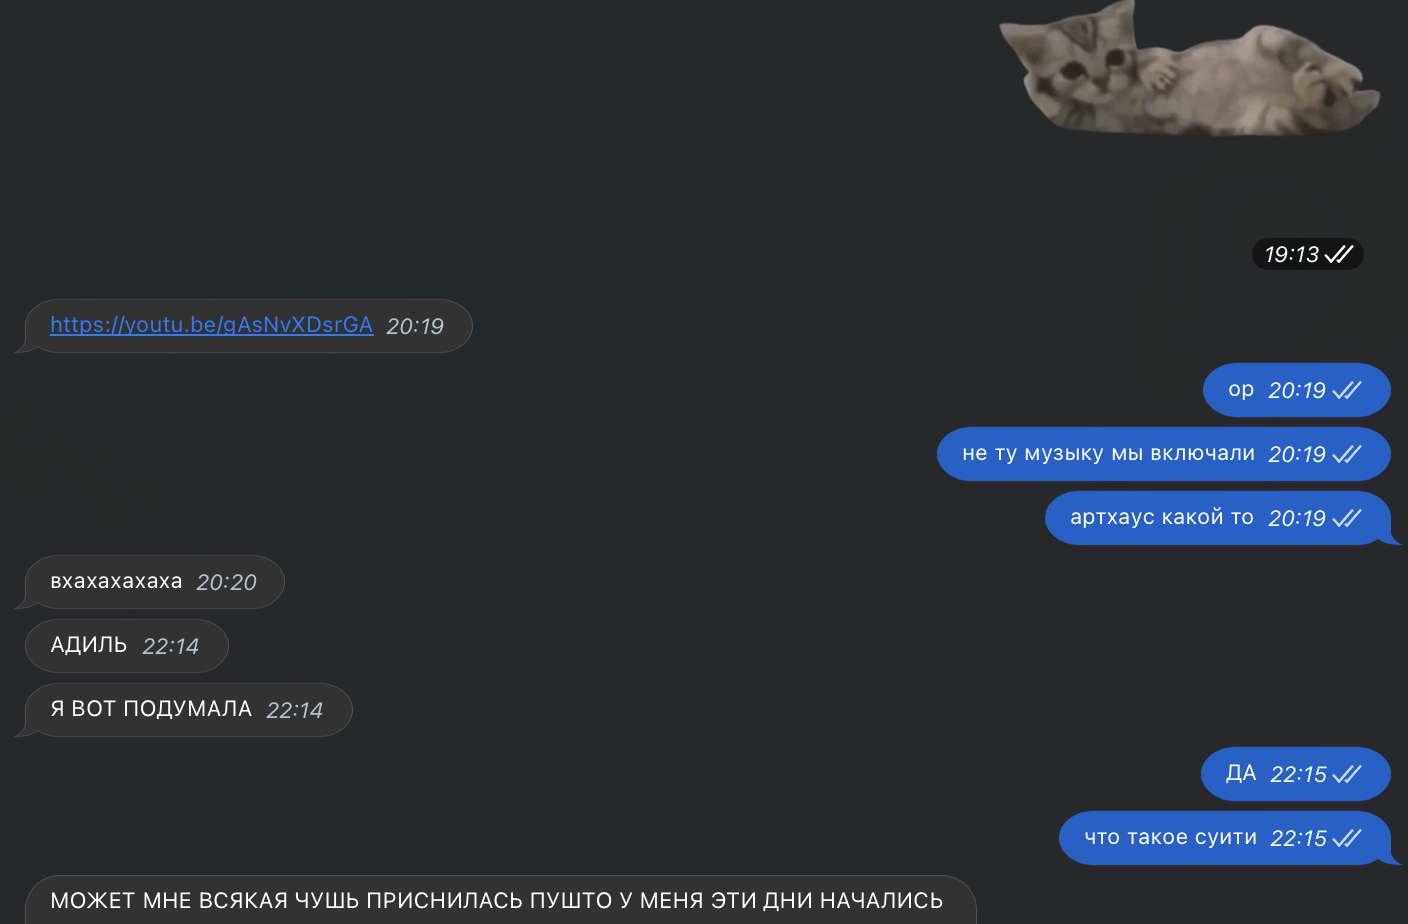 19:13
https://youtu.be/gAsNvXDsrGA 20:19
ор 20:19
не ту музыку мы включали 20:19
артхаус какой то 20:19
вхахахахаха 20:20
АДИЛЬ 22:14
Я ВОТ ПОДУМАЛА 22:14
ДА 22:15
что такое суити 22:15
МОЖЕТ МНЕ ВСЯКАЯ ЧУШЬ ПРИСНИЛАСЬ ПУШТО У МЕНЯ ЭТИ ДНИ НАЧАЛИСЬ